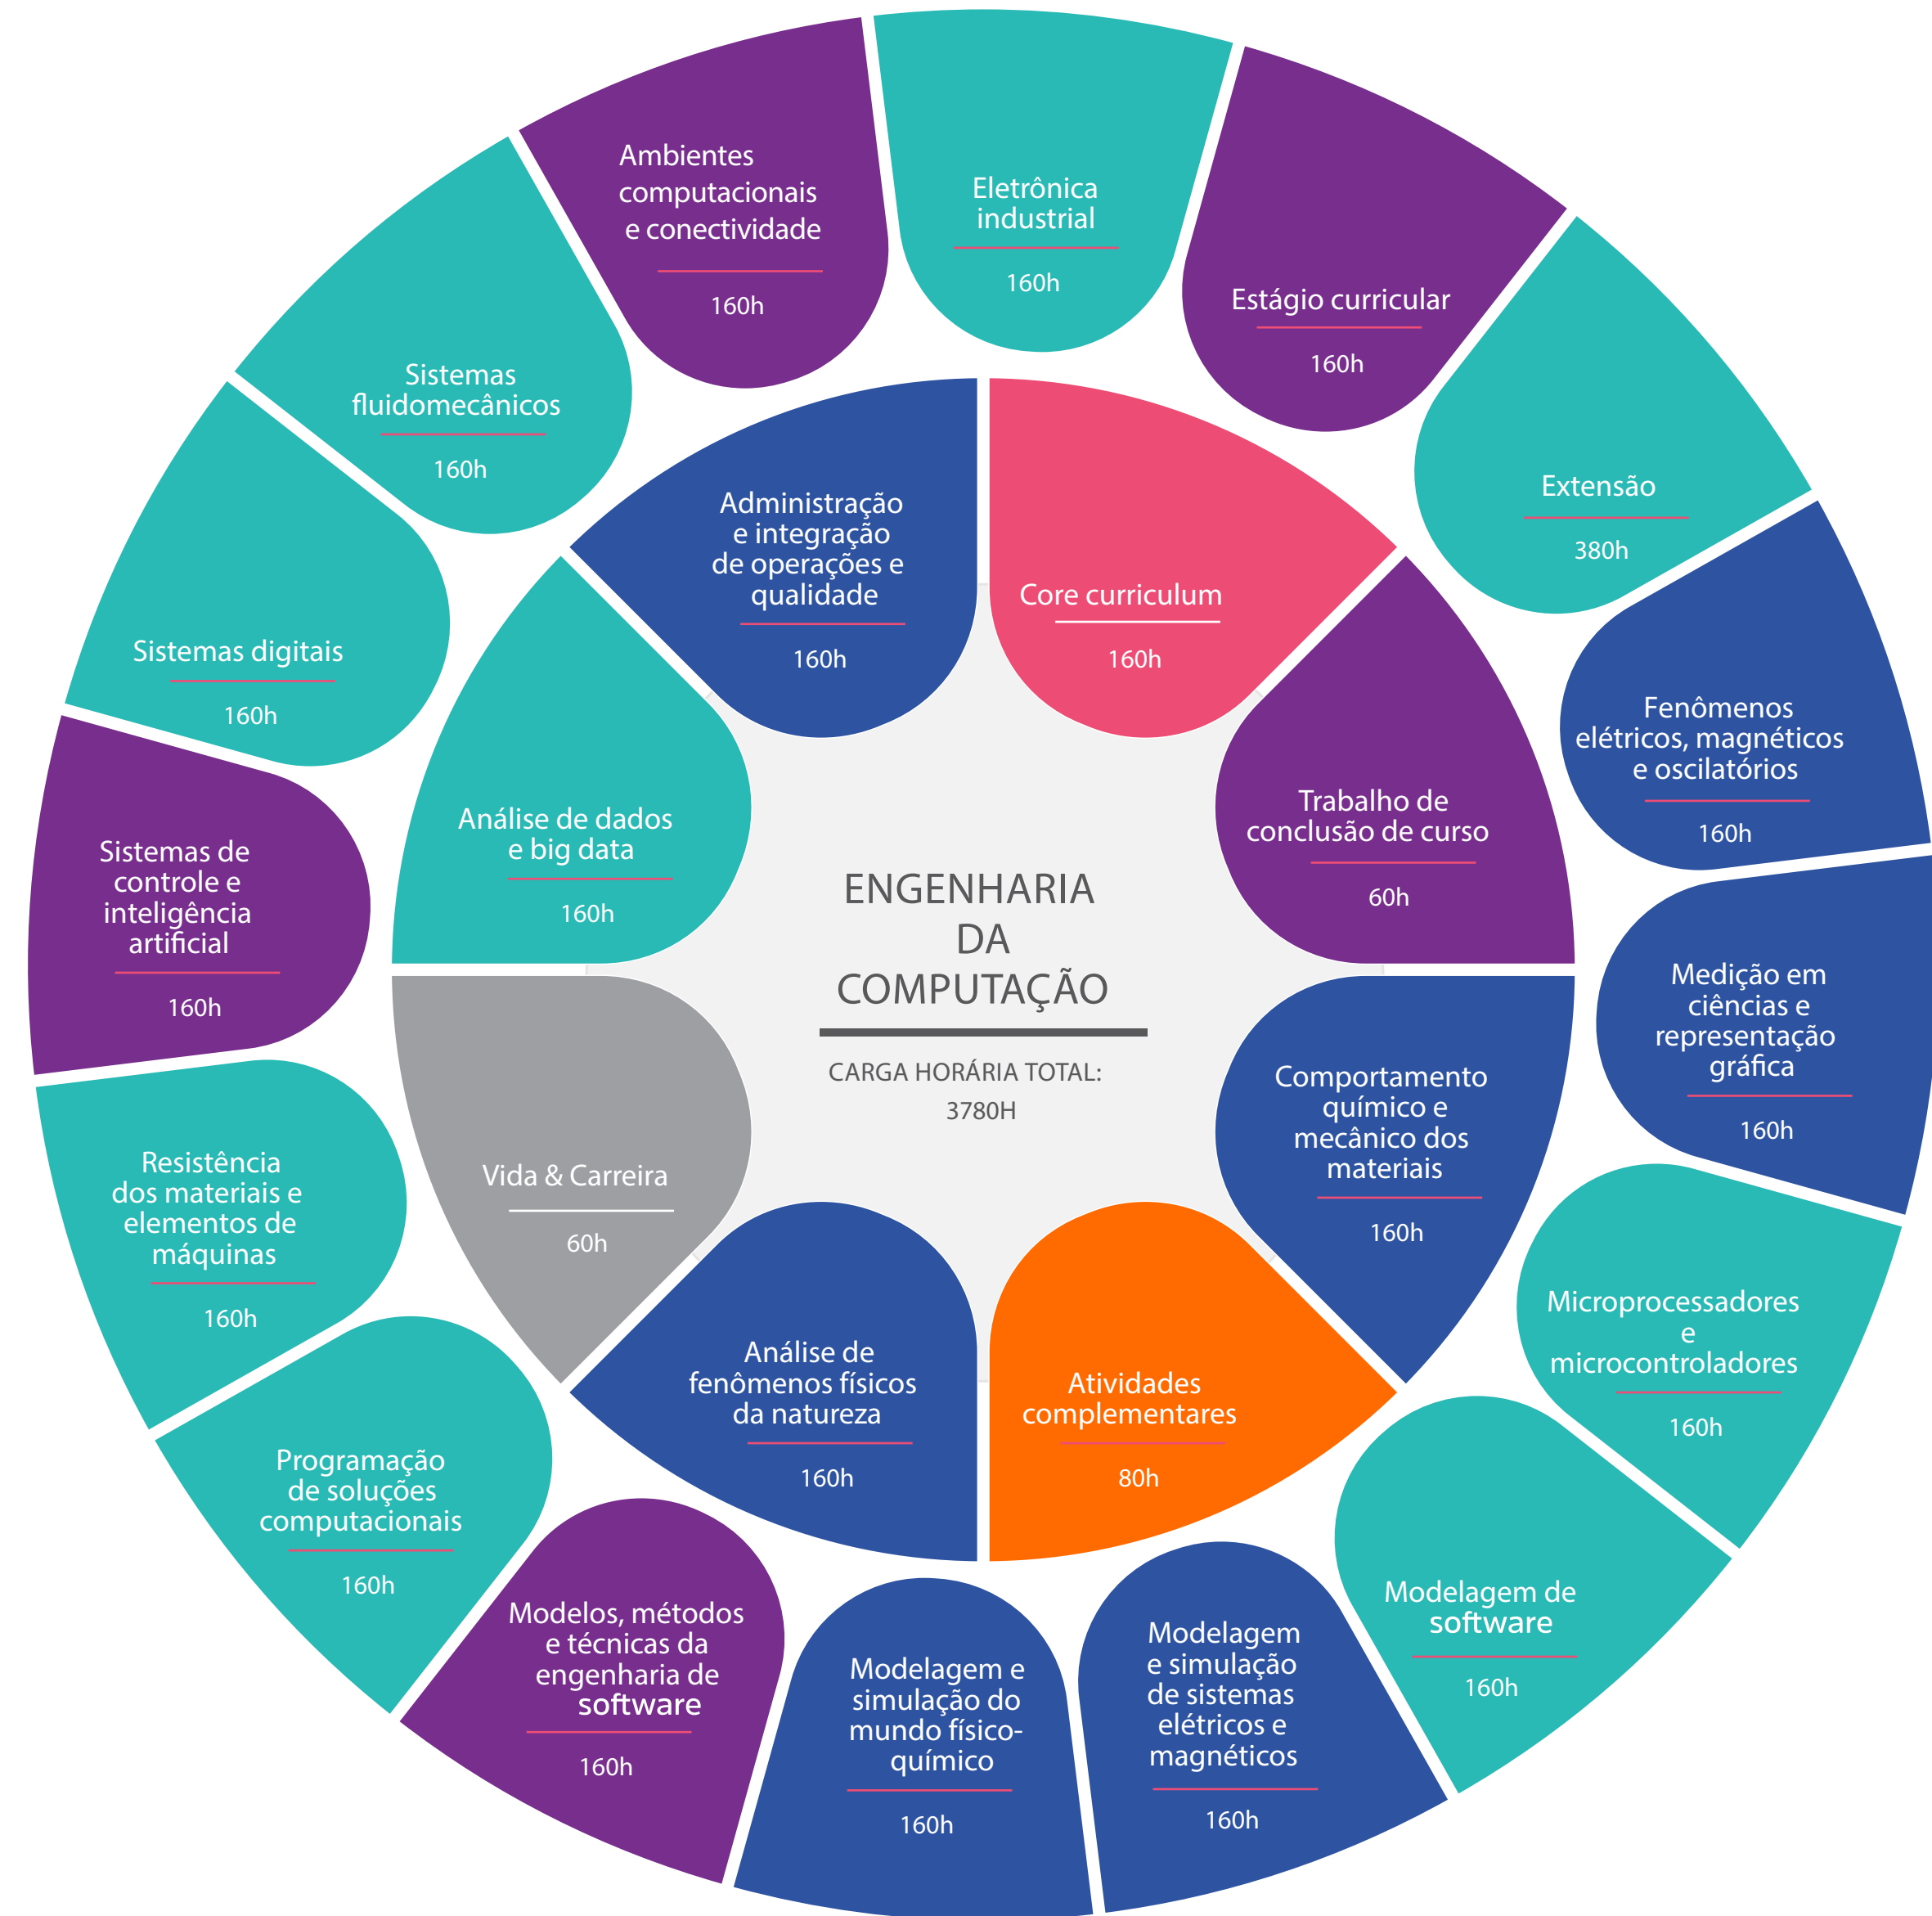 Ambientes
computacionais
e conectividade
160h
Eletrônica
industrial
160h
Estágio curricular
160h
Extensão
380h
Fenômenos
elétricos, magnéticos
e oscilatórios
160h
Medição em
ciências e
representação
gráfica
160h
Microprocessadores
e
microcontroladores
160h
Modelagem de
software
160h
Modelagem
e simulação
de sistemas
elétricos e
magnéticos
160h
Modelagem e
simulação do
mundo físico-
químico
160h
Modelos, métodos
e técnicas da
engenharia de
software
160h
Programação
de soluções
computacionais
160h
Resistência
dos materiais e
elementos de
máquinas
160h
Sistemas de
controle e
inteligência
artificial
160h
Sistemas digitais
160h
Sistemas
fluidomecânicos
160h
Administração
e integração
de operações e
qualidade
160h
Core curriculum
160h
Trabalho de
conclusão de curso
60h
Comportamento
químico e
mecânico dos
materiais
160h
Atividades
complementares
80h
Análise de
fenômenos físicos
da natureza
160h
Vida & Carreira
60h
Análise de dados
e big data
160h
ENGENHARIA
DA
COMPUTAÇÃO
CARGA HORÁRIA TOTAL:
3780H